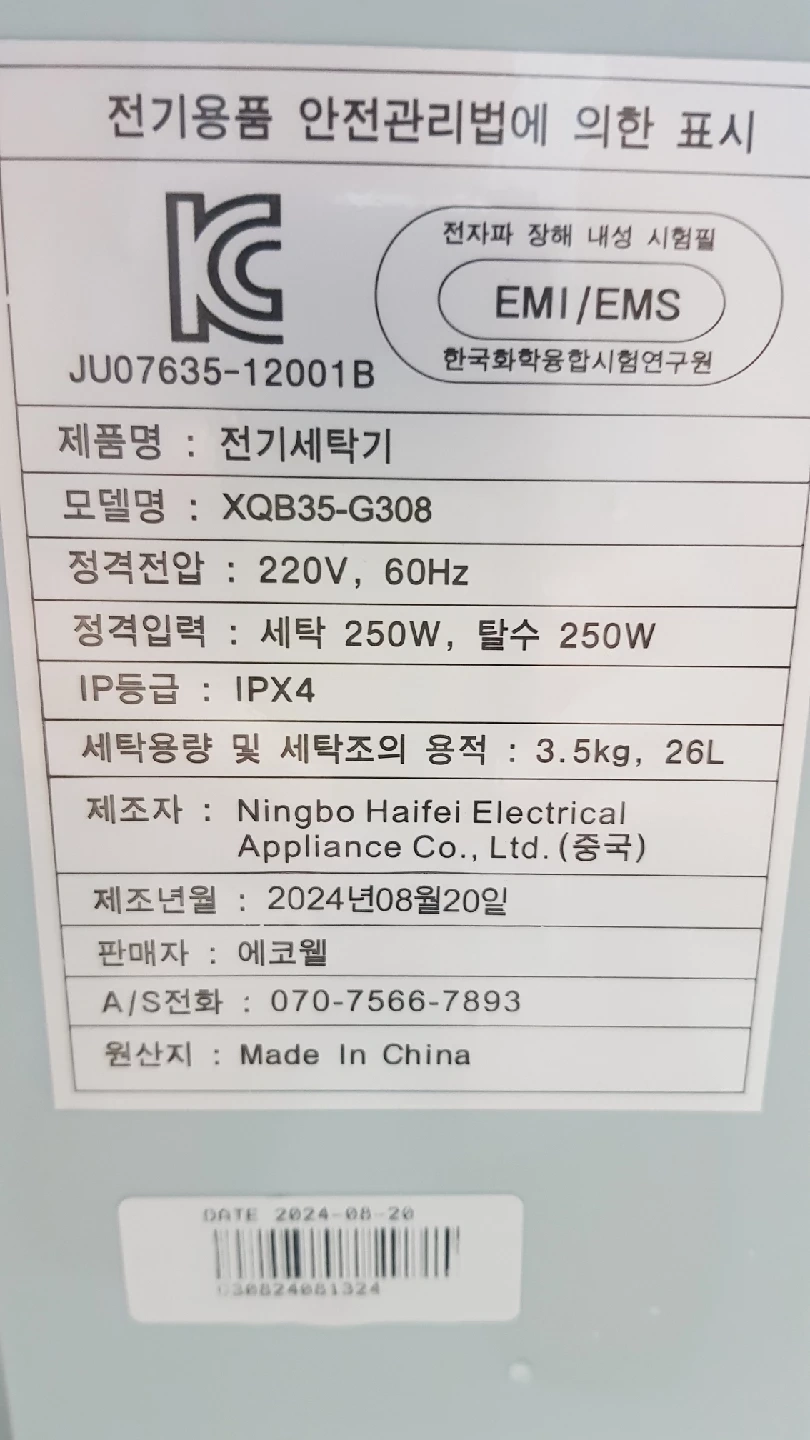 전기용품 안전관리법에 의한 표시
KC
전자파 장해 내성 시험필
EMI/EMS
한국화학융합시험연구원
JU07635-12001B
제품명 : 전기세탁기
모델명 : XQB35-G308
정격전압 : 220V, 60Hz
정격입력 : 세탁 250W, 탈수 250W
IP등급 : IPX4
세탁용량 및 세탁조의 용적 : 3.5kg, 26L
제조자 : Ningbo Haifei Electrical
Appliance Co., Ltd. (중국)
제조년월 : 2024년08월20일
판매자 : 에코웰
A/S전화 : 070-7566-7893
원산지 : Made In China
DATE 2024-08-20